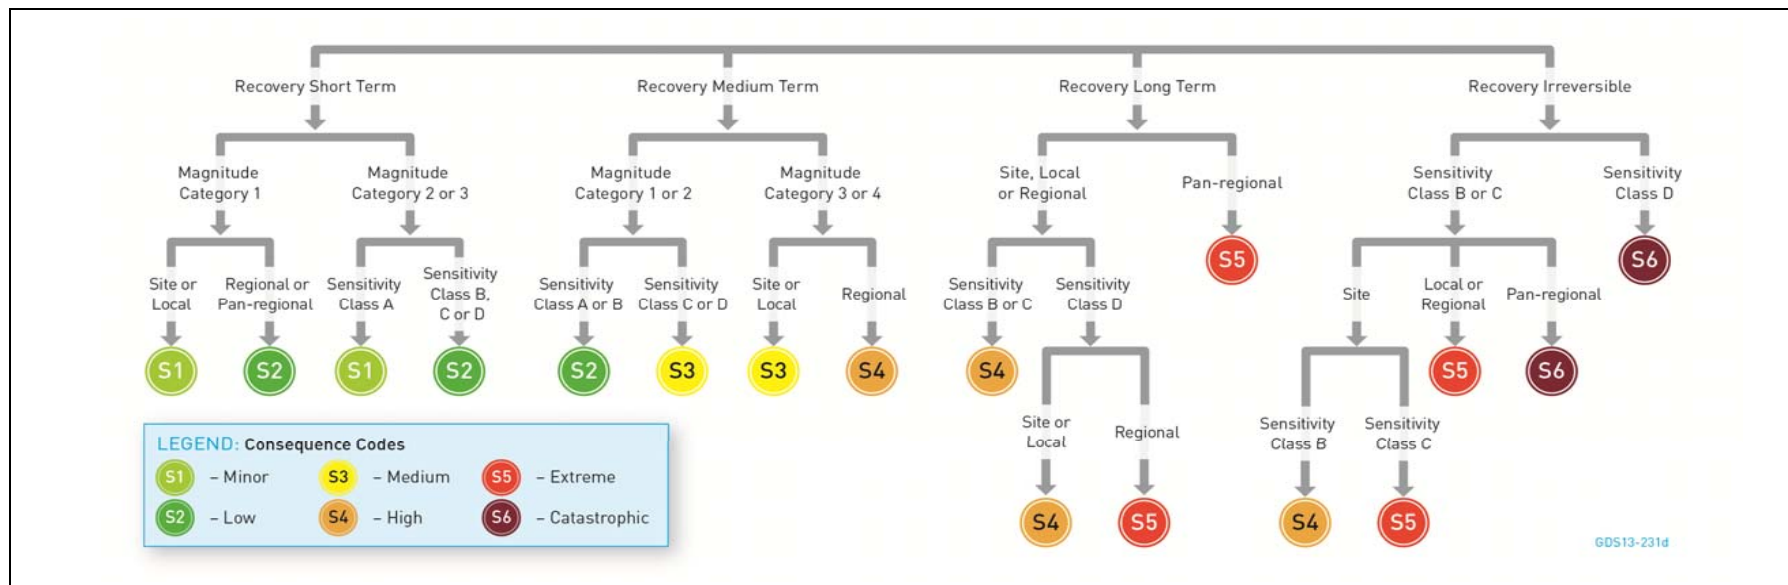 Recovery Short Term
Recovery Medium Term
Recovery Long Term
Recovery Irreversible
Magnitude
Category 1
Magnitude
Category 2 or 3
Magnitude
Category 1 or 2
Magnitude
Category 3 or 4
Site, Local
or Regional
Pan-regional
Sensitivity
Class B or C
Sensitivity
Class D
S5
S6
Site or
Local
Regional or
Pan-regional
Sensitivity
Class A
Sensitivity
Class B,
C or D
Sensitivity
Class A or B
Sensitivity
Class C or D
Site or
Local
Regional
Sensitivity
Class B or C
Sensitivity
Class D
Site
Local or
Regional
Pan-regional
S1
S2
S1
S2
S2
S3
S3
S4
S4
S5
S6
Site or
Local
Regional
Sensitivity
Class B
Sensitivity
Class C
S4
S5
S4
S5
LEGEND: Consequence Codes
S1 – Minor
S3 – Medium
S5 – Extreme
S2 – Low
S4 – High
S6 – Catastrophic
GDS13-231d